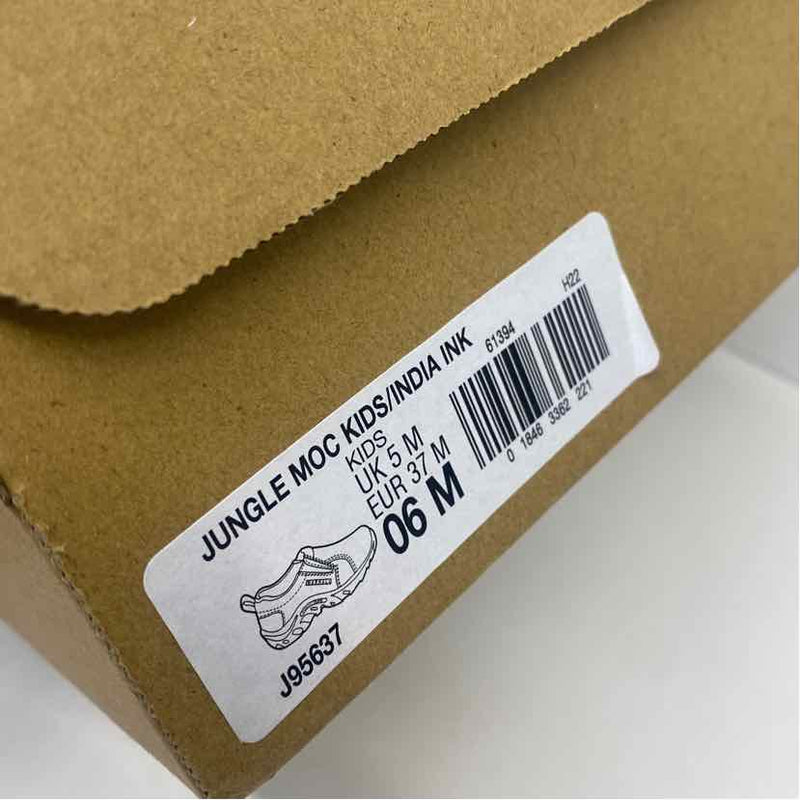 JUNGLE MOC KIDS/INDIA INK
KIDS
UK 5 M
EUR 37 M
06 M
J95637
61394
H22
0 1846 3362 221